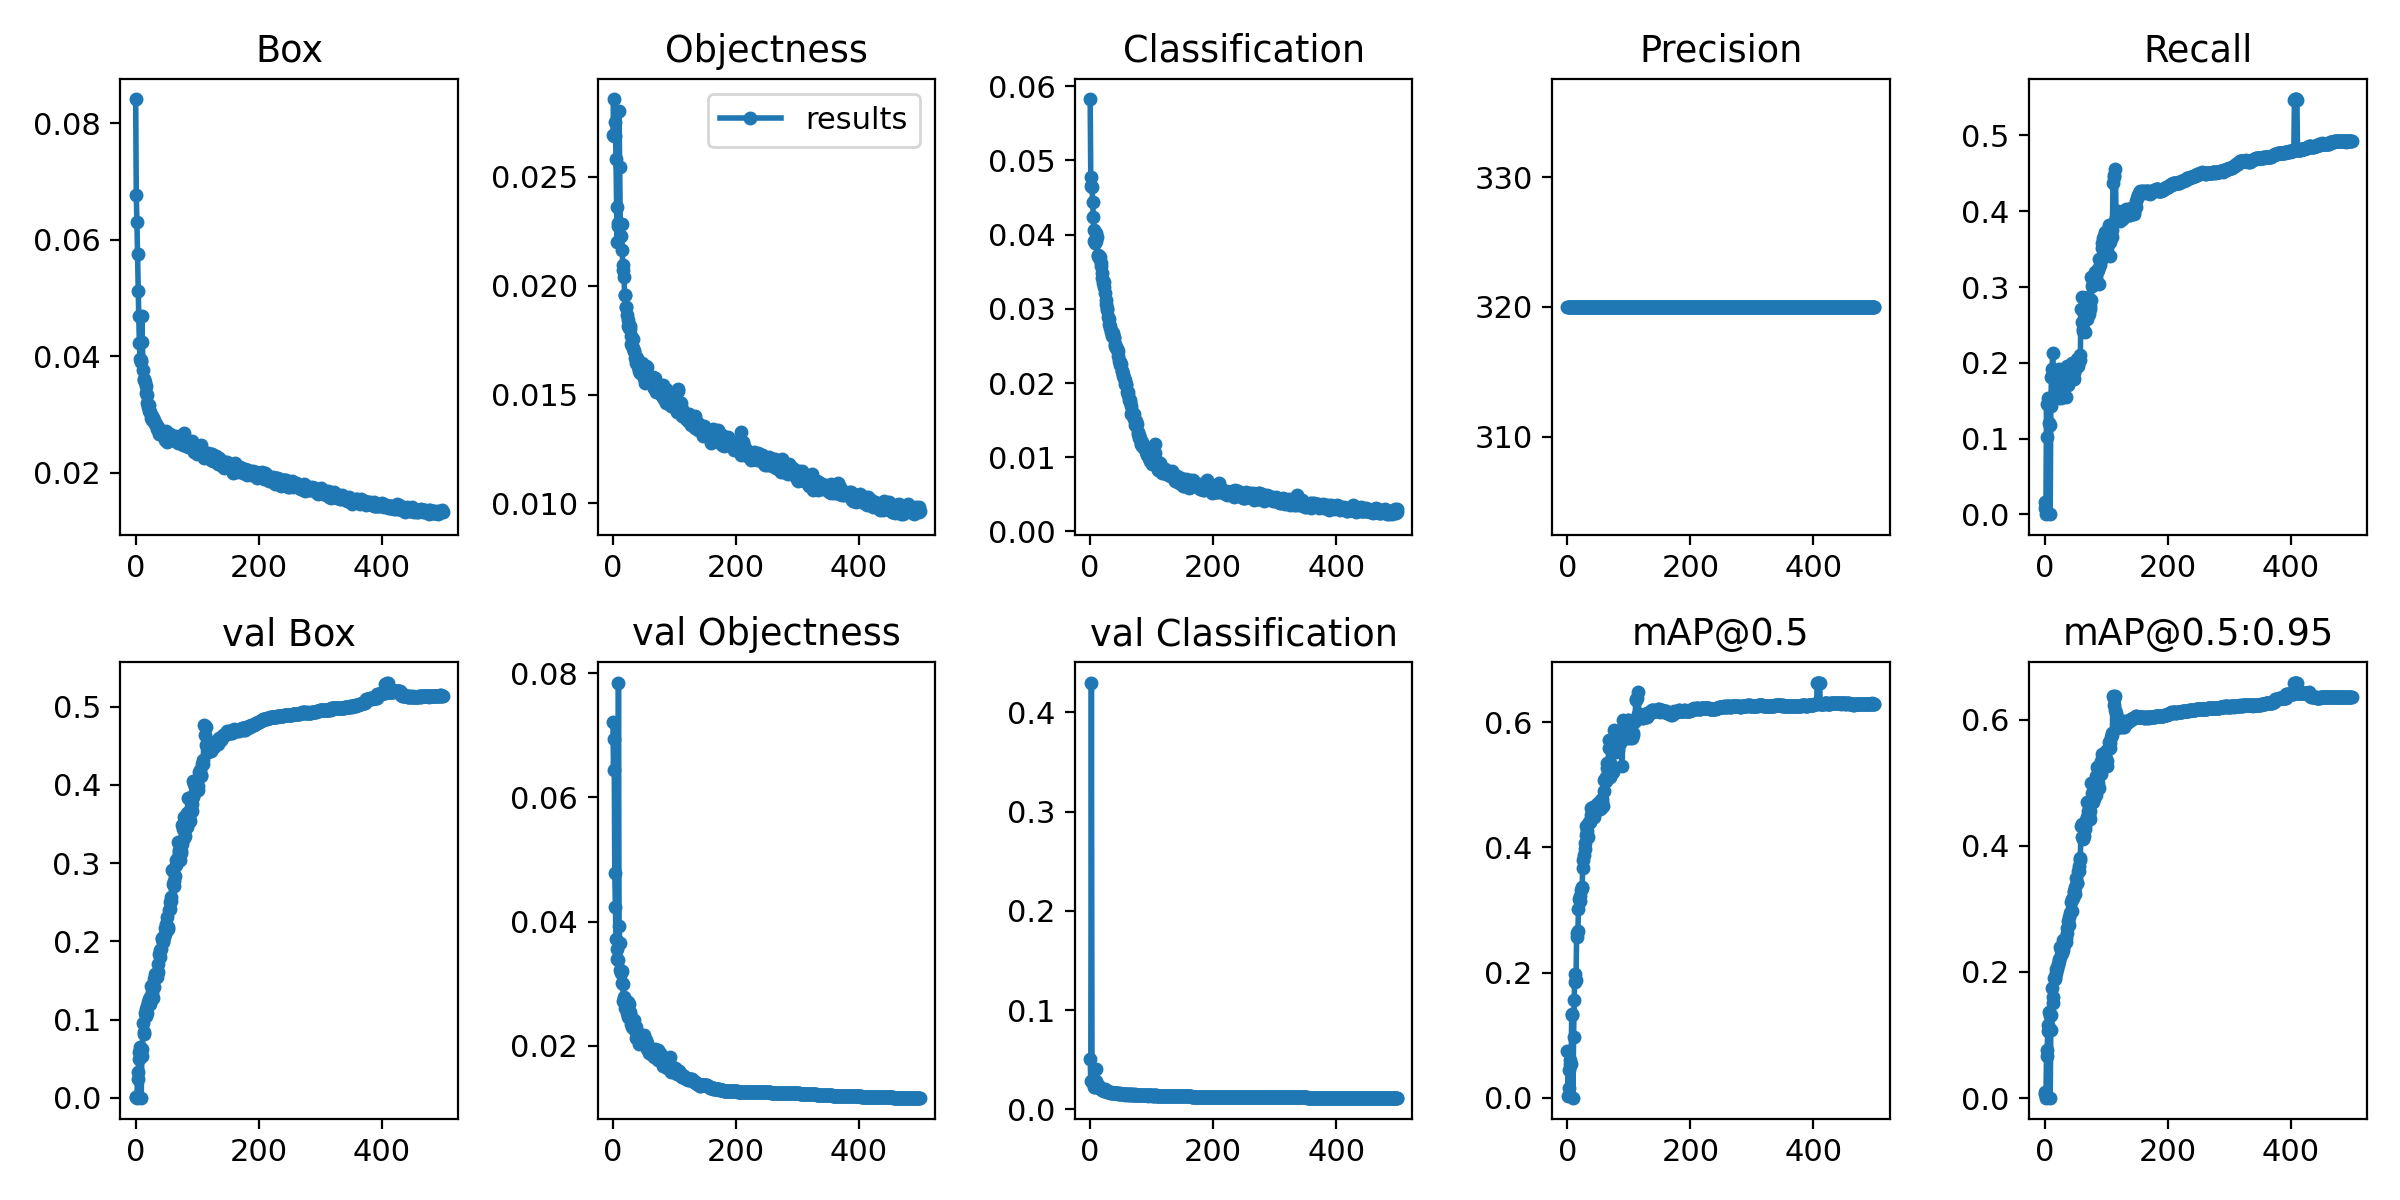 Box
Objectness
Classification
Precision
Recall
0.08
0.06
0.04
0.02
0 200 400
results
0.025
0.020
0.015
0.010
0 200 400
0.06
0.05
0.04
0.03
0.02
0.01
0.00
0 200 400
330
320
310
0 200 400
0.5
0.4
0.3
0.2
0.1
0.0
0 200 400
val Box
val Objectness
val Classification
mAP@0.5
mAP@0.5:0.95
0.5
0.4
0.3
0.2
0.1
0.0
0 200 400
0.08
0.06
0.04
0.02
0 200 400
0.4
0.3
0.2
0.1
0.0
0 200 400
0.6
0.4
0.2
0.0
0 200 400
0.6
0.4
0.2
0.0
0 200 400